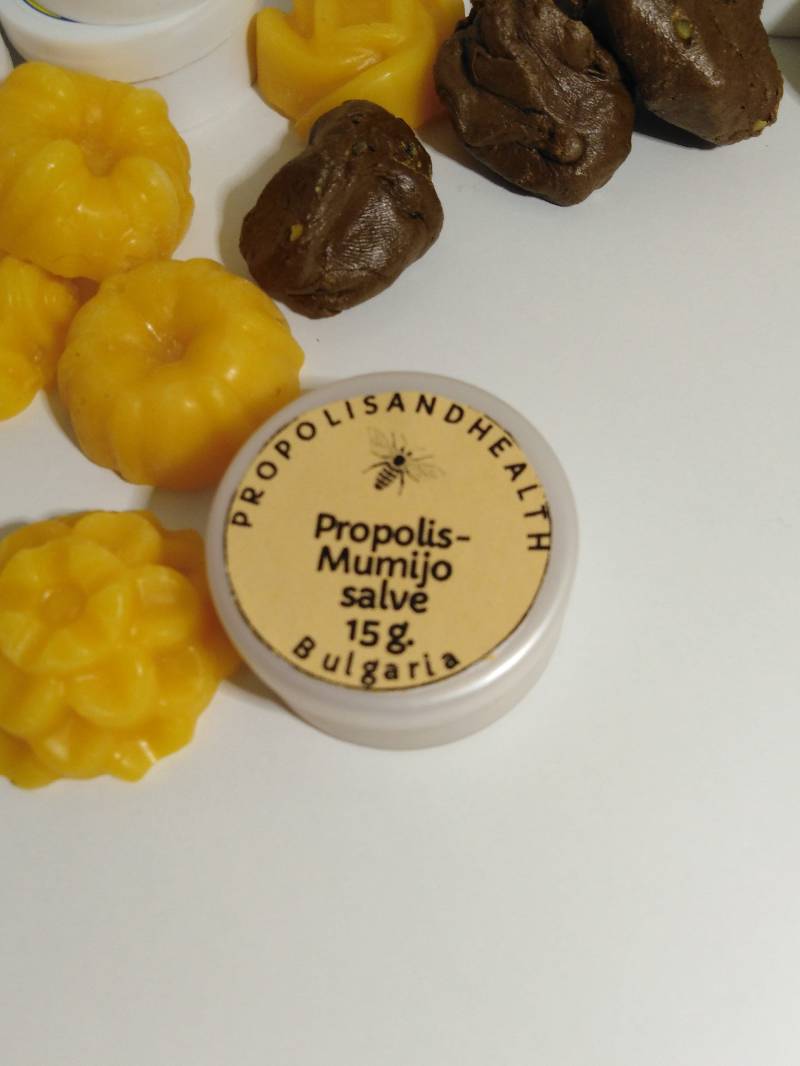 PROPOLISANDHEALTH
Propolis-
Mumijo
salve
15 g.
Bulgaria